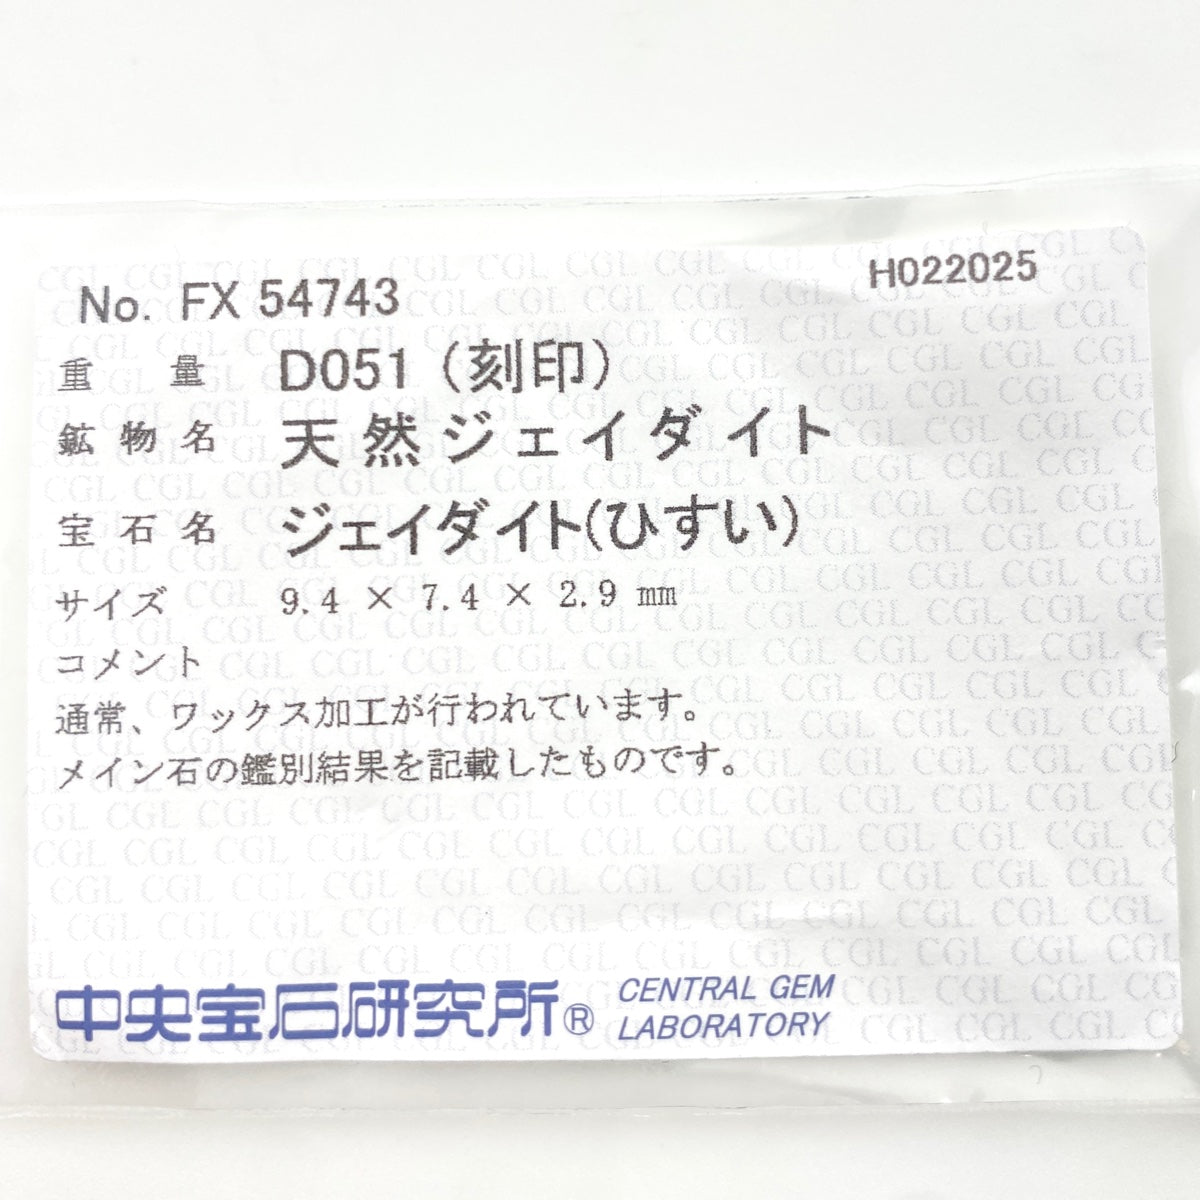 No. FX 54743
H022025
重量 D051 (刻印)
鉱物名 天然ジェイダイト
宝石名 ジェイダイト(ひすい)
サイズ 9.4 × 7.4 × 2.9 mm
コメント
通常、ワックス加工が行われています。
メイン石の鑑別結果を記載したものです。
中央宝石研究所® CENTRAL GEM
LABORATORY